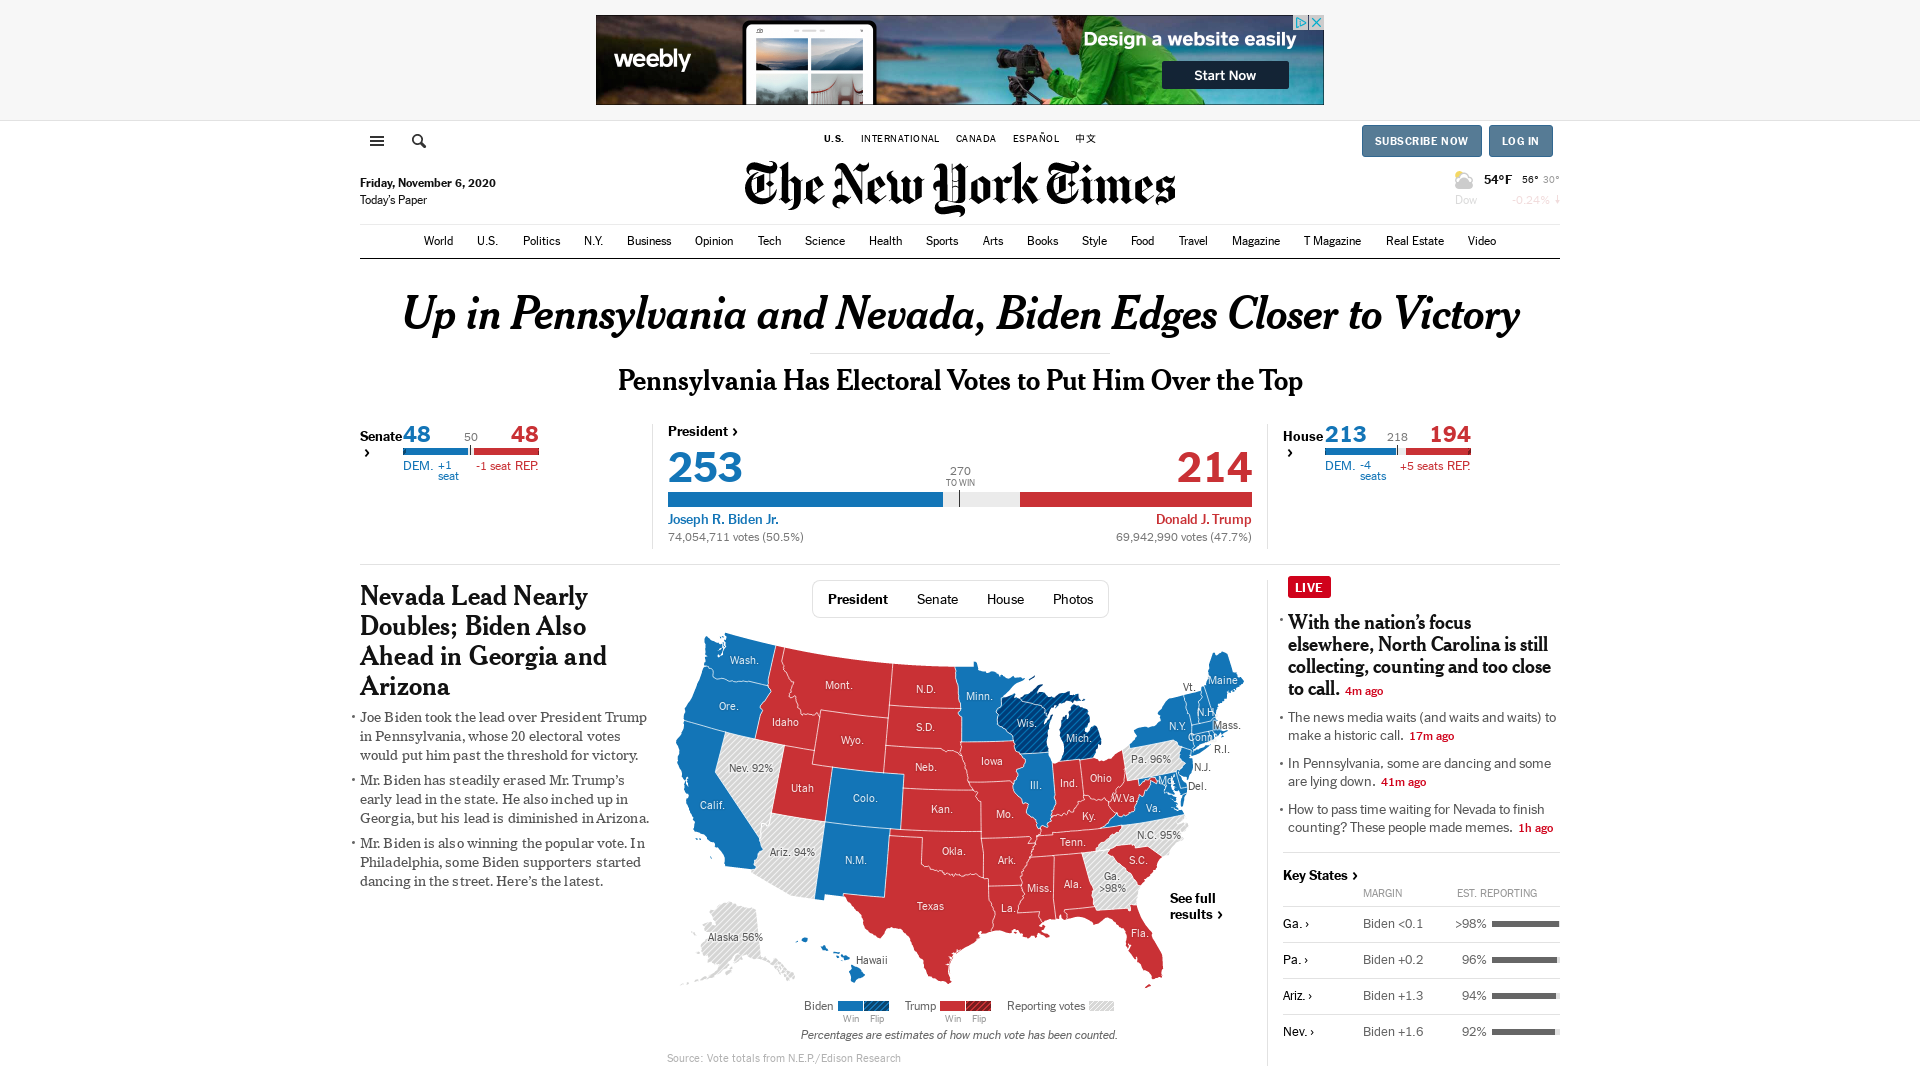 weebly
Design a website easily
Start Now
U.S. INTERNATIONAL CANADA ESPAÑOL 中文
SUBSCRIBE NOW LOG IN
The New York Times
Friday, November 6, 2020
Today's Paper
54°F 56° 30°
Dow -0.24% ↓
World U.S. Politics N.Y. Business Opinion Tech Science Health Sports Arts Books Style Food Travel Magazine T Magazine Real Estate Video
Up in Pennsylvania and Nevada, Biden Edges Closer to Victory
Pennsylvania Has Electoral Votes to Put Him Over the Top
Senate ›
48 50 48
DEM. +1 seat -1 seat REP.
President ›
253 270 TO WIN 214
Joseph R. Biden Jr. Donald J. Trump
74,054,711 votes (50.5%) 69,942,990 votes (47.7%)
House ›
213 218 194
DEM. -4 seats +5 seats REP.
Nevada Lead Nearly
Doubles; Biden Also
Ahead in Georgia and
Arizona
• Joe Biden took the lead over President Trump
in Pennsylvania, whose 20 electoral votes
would put him past the threshold for victory.
• Mr. Biden has steadily erased Mr. Trump’s
early lead in the state. He also inched up in
Georgia, but his lead is diminished in Arizona.
• Mr. Biden is also winning the popular vote. In
Philadelphia, some Biden supporters started
dancing in the street. Here’s the latest.
President Senate House Photos
Wash.
Ore.
Calif.
Nev. 92%
Idaho
Mont.
Wyo.
Utah
Ariz. 94%
Colo.
N.M.
N.D.
S.D.
Neb.
Kan.
Okla.
Texas
Minn.
Iowa
Mo.
Ark.
La.
Wis.
Ill.
Mich.
Ind.
Ohio
Ky.
Tenn.
Miss.
Ala.
Ga.
>98%
Fla.
S.C.
N.C. 95%
Va.
W.Va.
Pa. 96%
Md.
Del.
N.J.
N.Y.
Conn.
R.I.
Mass.
Vt.
N.H.
Maine
Alaska 56%
Hawaii
See full
results ›
Biden Trump Reporting votes
Win Flip Win Flip
Percentages are estimates of how much vote has been counted.
Source: Vote totals from N.E.P./Edison Research
LIVE
• With the nation’s focus
elsewhere, North Carolina is still
collecting, counting and too close
to call. 4m ago
• The news media waits (and waits and waits) to
make a historic call. 17m ago
• In Pennsylvania, some are dancing and some
are lying down. 41m ago
• How to pass time waiting for Nevada to finish
counting? These people made memes. 1h ago
Key States ›
MARGIN EST. REPORTING
Ga. › Biden <0.1 >98%
Pa. › Biden +0.2 96%
Ariz. › Biden +1.3 94%
Nev. › Biden +1.6 92%